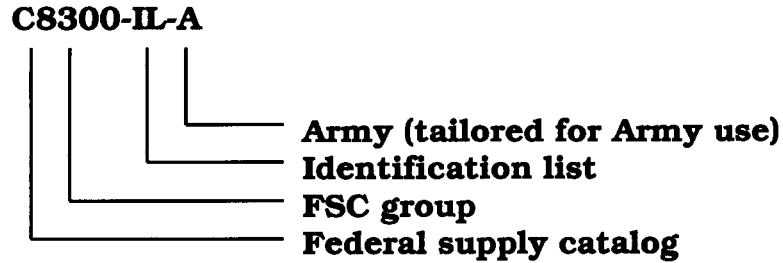 C8300-IL-A
Army (tailored for Army use)
Identification list
FSC group
Federal supply catalog